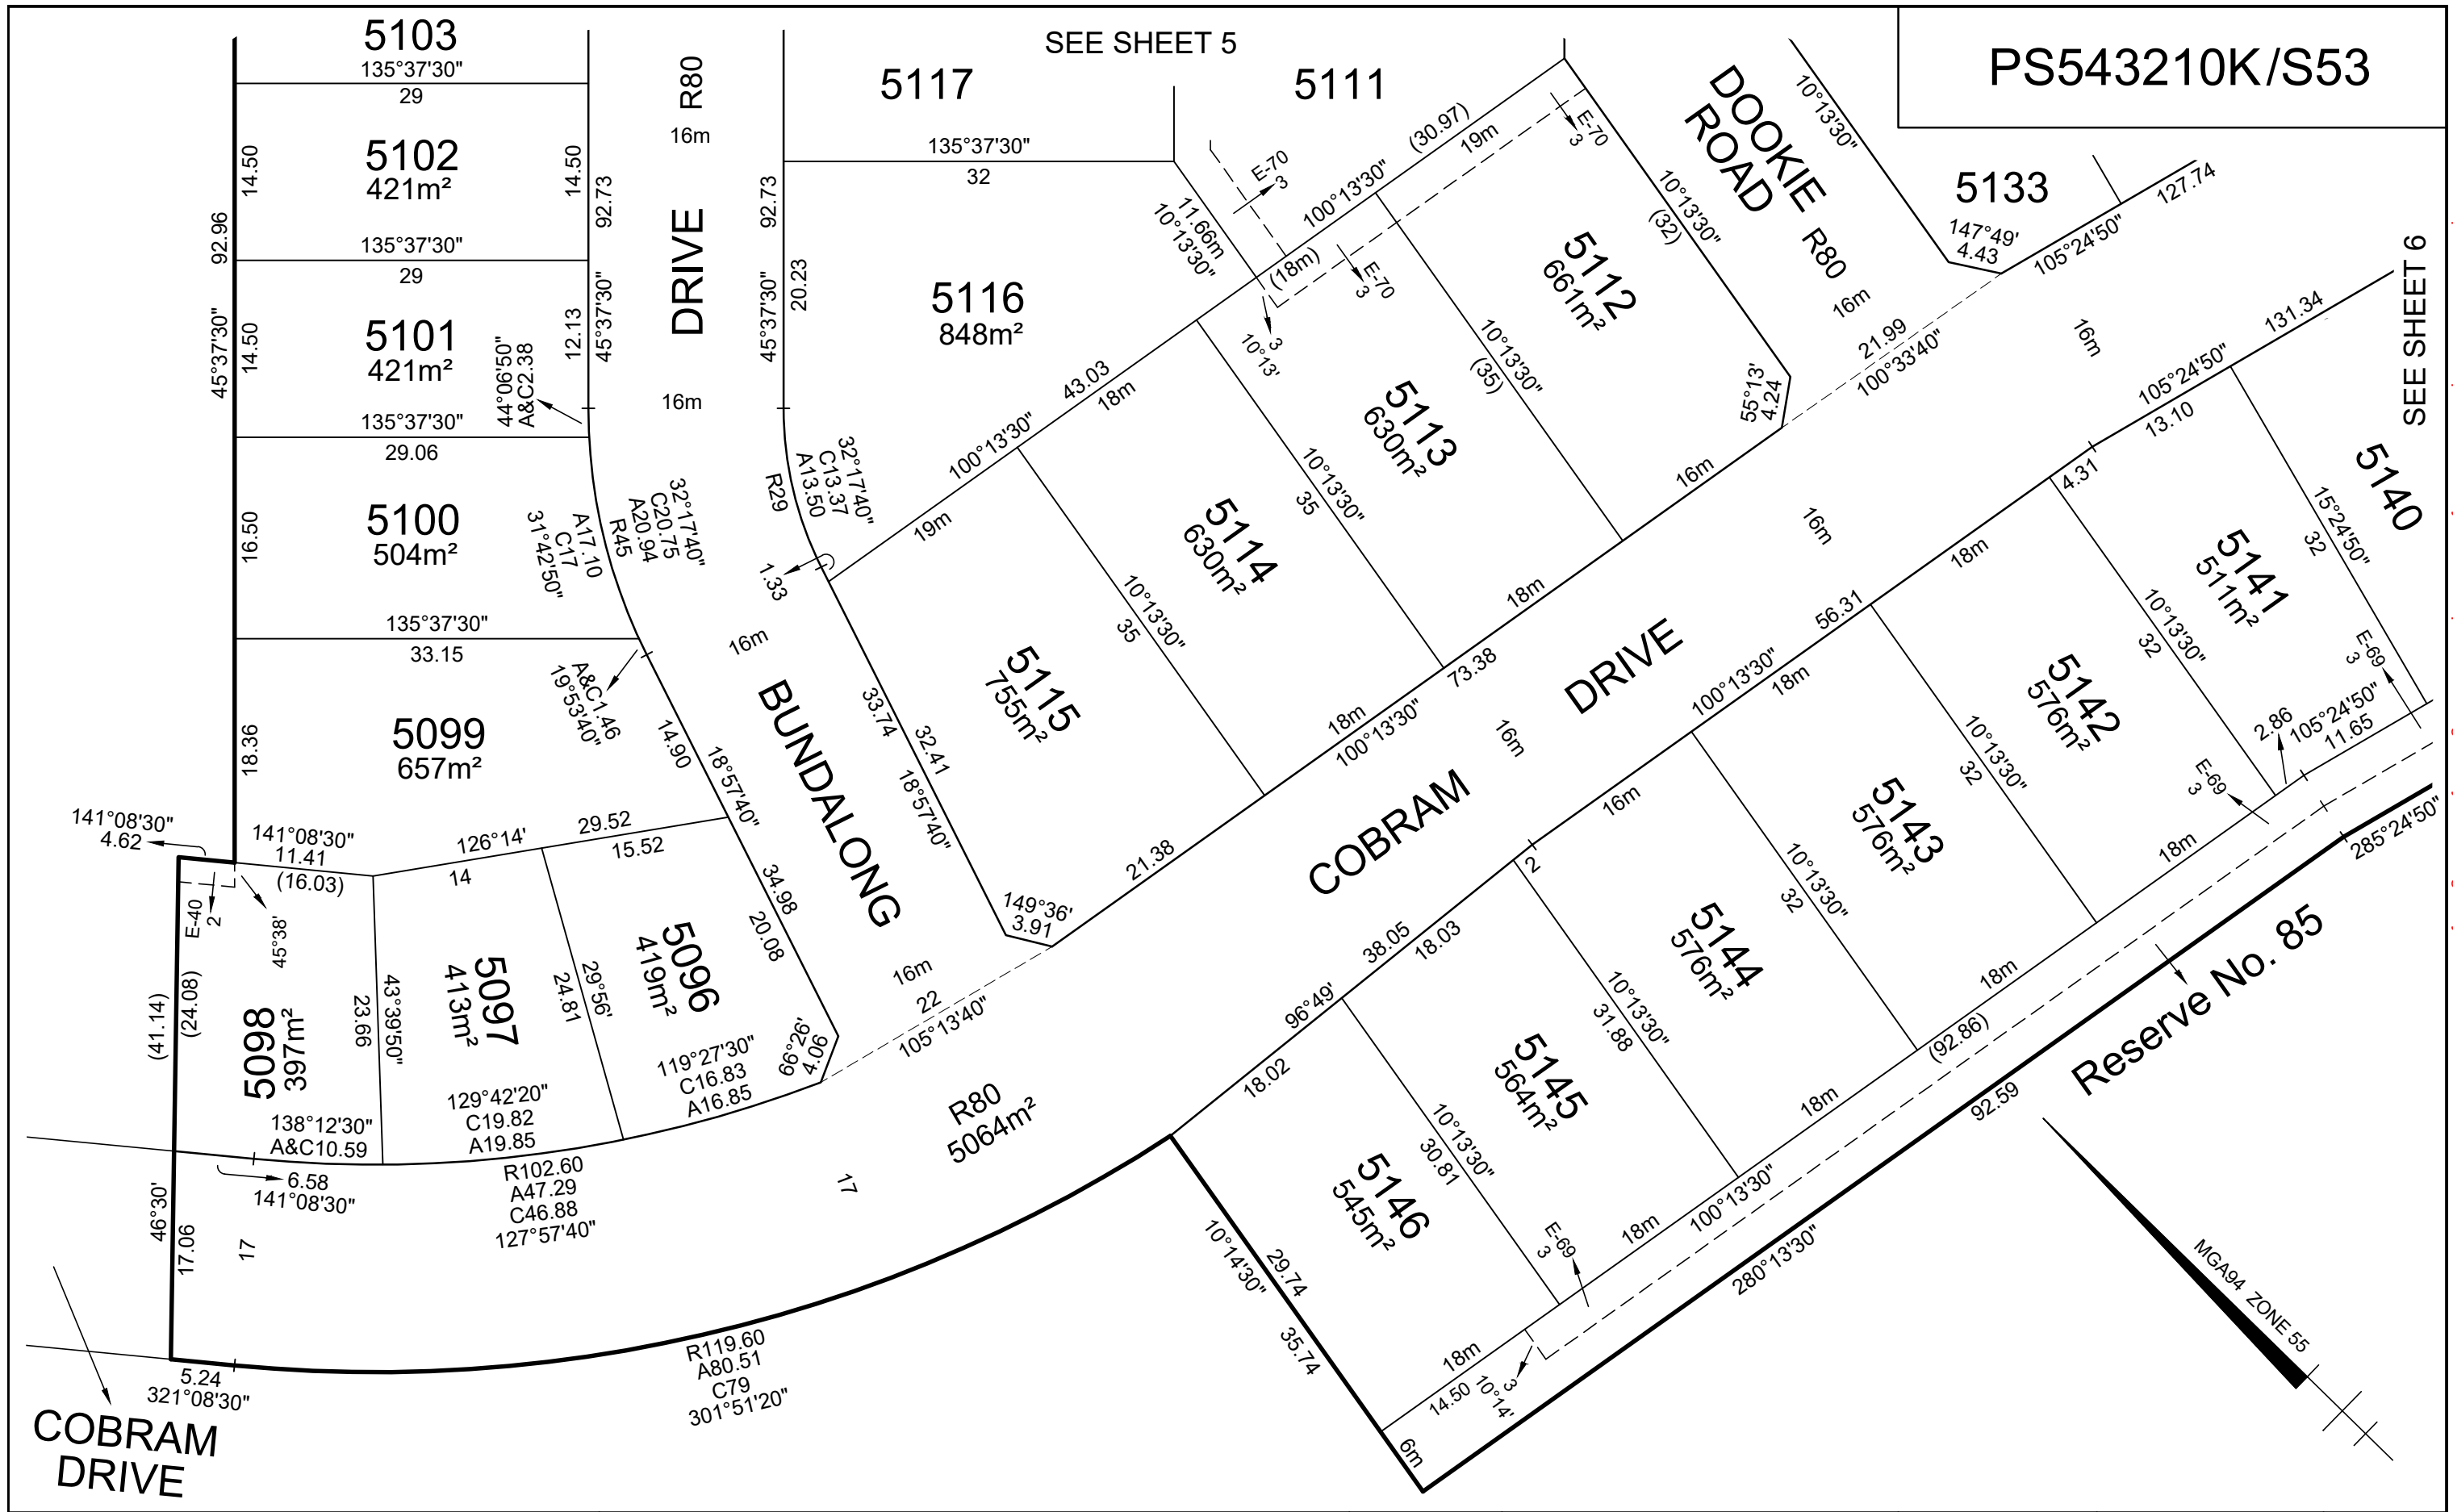 PS543210K/S53
SEE SHEET 5
SEE SHEET 6
5103
135°37'30"
29
5102
421m²
14.50
14.50
92.73
92.96
45°37'30"
135°37'30"
29
5101
421m²
14.50
12.13
45°37'30"
44°06'50"
A&C2.38
135°37'30"
29.06
5100
504m²
16.50
A17.10
C17
31°42'50"
32°17'40"
C20.75
A20.94
R45
135°37'30"
33.15
A&C1.46
19°53'40"
5099
657m²
18.36
14.90
18°57'40"
34.98
141°08'30"
4.62
141°08'30"
11.41
(16.03)
126°14'
29.52
14
15.52
E-40
2
45°38'
(41.14)
(24.08)
5098
397m²
23.66
43°39'50"
5097
413m²
24.81
29°56'
5096
419m²
20.08
66°26'
4.06
138°12'30"
A&C10.59
129°42'20"
C19.82
A19.85
119°27'30"
C16.83
A16.85
6.58
141°08'30"
R102.60
A47.29
C46.88
127°57'40"
46°30'
17.06
17
17
5.24
321°08'30"
COBRAM
DRIVE
R119.60
A80.51
C79
301°51'20"
R80
5064m²
R80
16m
DRIVE
16m
92.73
45°37'30"
20.23
R29
32°17'40"
C13.37
A13.50
1.33
16m
BUNDALONG
33.74
32.41
18°57'40"
149°36'
3.91
16m
22
105°13'40"
5117
135°37'30"
32
5111
5116
848m²
11.66m
10°13'30"
E-70
3
100°13'30"
(30.97)
19m
(18m)
E-70
3
E-70
3
3
10°13'
43.03
18m
100°13'30"
19m
5112
661m²
10°13'30"
(32)
10°13'30"
(35)
55°13'
4.24
16m
5113
630m²
10°13'30"
35
18m
5114
630m²
10°13'30"
35
18m
73.38
100°13'30"
5115
755m²
21.38
DOOKIE
ROAD
R80
16m
10°13'30"
5133
147°49'
4.43
105°24'50"
127.74
21.99
100°33'40"
16m
16m
16m
COBRAM
DRIVE
131.34
105°24'50"
13.10
4.31
5140
15°24'50"
32
5141
511m²
10°13'30"
32
E-69
3
105°24'50"
11.65
2.86
285°24'50"
18m
56.31
5142
576m²
10°13'30"
32
E-69
3
18m
100°13'30"
18m
5143
576m²
10°13'30"
32
18m
16m
2
5144
576m²
10°13'30"
31.88
(92.86)
18m
38.05
18.03
96°49'
5145
564m²
10°13'30"
30.81
E-69
3
18m
100°13'30"
18.02
5146
545m²
10°14'30"
29.74
35.74
18m
14.50
3
10°14'
6m
92.59
280°13'30"
Reserve No. 85
MGA94 ZONE 55